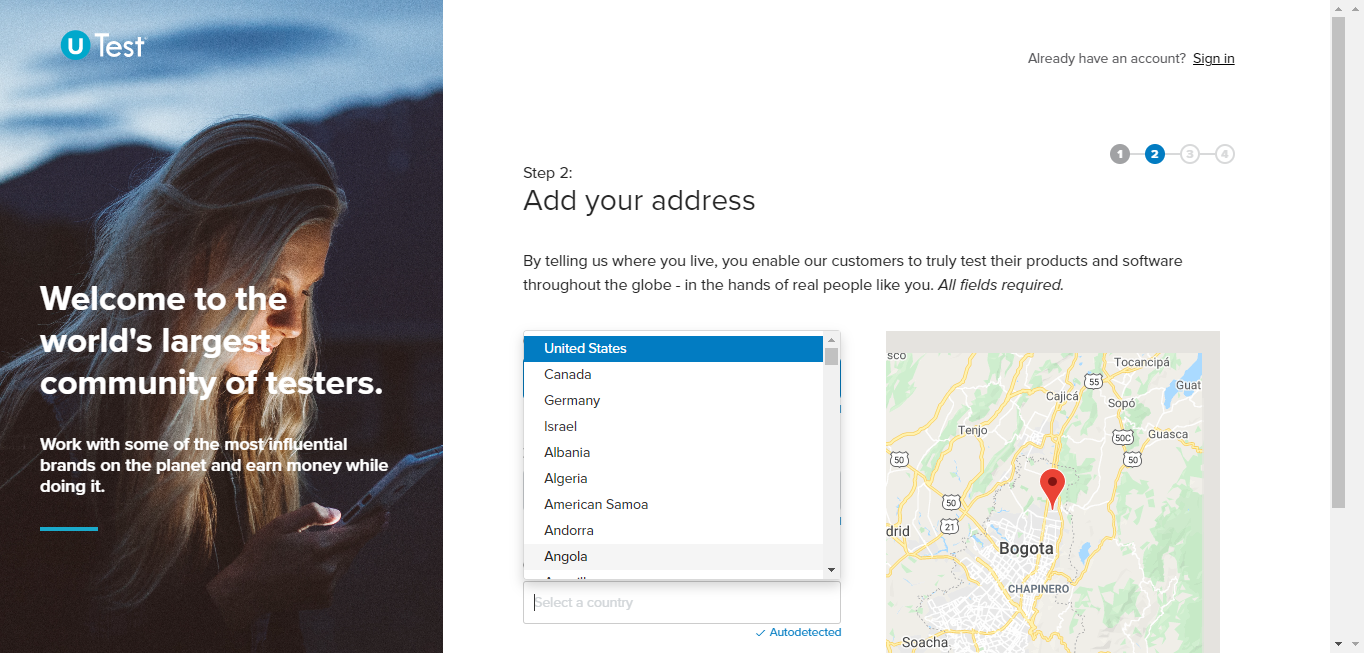 U Test
Already have an account? Sign in
1 2 3 4
Step 2:
Add your address
By telling us where you live, you enable our customers to truly test their products and software
throughout the globe - in the hands of real people like you. All fields required.
Welcome to the
world's largest
community of testers.
Work with some of the most influential
brands on the planet and earn money while
doing it.
United States
Canada
Germany
Israel
Albania
Algeria
American Samoa
Andorra
Angola
Select a country
Autodetected
sco
Tocancipá
55
Guat
Cajicá
Sopó
Tenjo
50C
Guasca
50
50
50
21
drid
Bogota
CHAPINERO
Soacha